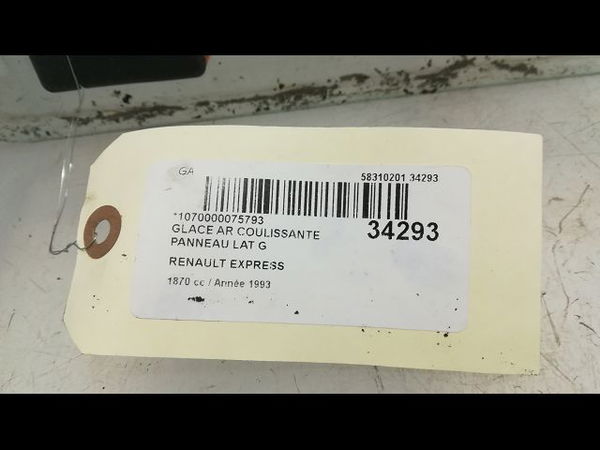 GA
58310201 34293
*1070000075793
GLACE AR COULISSANTE
PANNEAU LAT G
34293
RENAULT EXPRESS
1870 cc / Année 1993